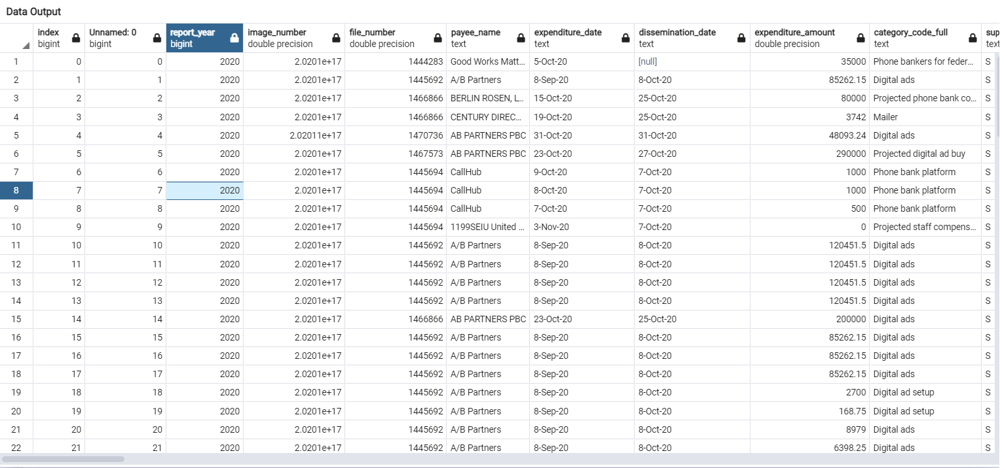 Data Output
index bigint Unnamed: 0 bigint report_year bigint image_number double precision file_number double precision payee_name text expenditure_date text dissemination_date text expenditure_amount double precision category_code_full text sup text
1 0 0 2020 2.0201e+17 1444283 Good Works Matt... 5-Oct-20 [null] 35000 Phone bankers for feder... S
2 1 1 2020 2.0201e+17 1445692 A/B Partners 8-Sep-20 8-Oct-20 85262.15 Digital ads S
3 2 2 2020 2.0201e+17 1466866 BERLIN ROSEN, L... 15-Oct-20 25-Oct-20 80000 Projected phone bank co... S
4 3 3 2020 2.0201e+17 1466866 CENTURY DIREC... 19-Oct-20 25-Oct-20 3742 Mailer S
5 4 4 2020 2.02011e+17 1470736 AB PARTNERS PBC 31-Oct-20 31-Oct-20 48093.24 Digital ads S
6 5 5 2020 2.0201e+17 1467573 AB PARTNERS PBC 23-Oct-20 27-Oct-20 290000 Projected digital ad buy S
7 6 6 2020 2.0201e+17 1445694 CallHub 9-Oct-20 7-Oct-20 1000 Phone bank platform S
8 7 7 2020 2.0201e+17 1445694 CallHub 8-Oct-20 7-Oct-20 1000 Phone bank platform S
9 8 8 2020 2.0201e+17 1445694 CallHub 7-Oct-20 7-Oct-20 500 Phone bank platform S
10 9 9 2020 2.0201e+17 1445694 1199SEIU United ... 3-Nov-20 7-Oct-20 0 Projected staff compens... S
11 10 10 2020 2.0201e+17 1445692 A/B Partners 8-Sep-20 8-Oct-20 120451.5 Digital ads S
12 11 11 2020 2.0201e+17 1445692 A/B Partners 8-Sep-20 8-Oct-20 120451.5 Digital ads S
13 12 12 2020 2.0201e+17 1445692 A/B Partners 8-Sep-20 8-Oct-20 120451.5 Digital ads S
14 13 13 2020 2.0201e+17 1445692 A/B Partners 8-Sep-20 8-Oct-20 120451.5 Digital ads S
15 14 14 2020 2.0201e+17 1466866 AB PARTNERS PBC 23-Oct-20 25-Oct-20 200000 Digital ads S
16 15 15 2020 2.0201e+17 1445692 A/B Partners 8-Sep-20 8-Oct-20 85262.15 Digital ads S
17 16 16 2020 2.0201e+17 1445692 A/B Partners 8-Sep-20 8-Oct-20 85262.15 Digital ads S
18 17 17 2020 2.0201e+17 1445692 A/B Partners 8-Sep-20 8-Oct-20 85262.15 Digital ads S
19 18 18 2020 2.0201e+17 1445692 A/B Partners 8-Sep-20 8-Oct-20 2700 Digital ad setup S
20 19 19 2020 2.0201e+17 1445692 A/B Partners 8-Sep-20 8-Oct-20 168.75 Digital ad setup S
21 20 20 2020 2.0201e+17 1445692 A/B Partners 8-Sep-20 8-Oct-20 8979 Digital ads S
22 21 21 2020 2.0201e+17 1445692 A/B Partners 8-Sep-20 8-Oct-20 6398.25 Digital ads S